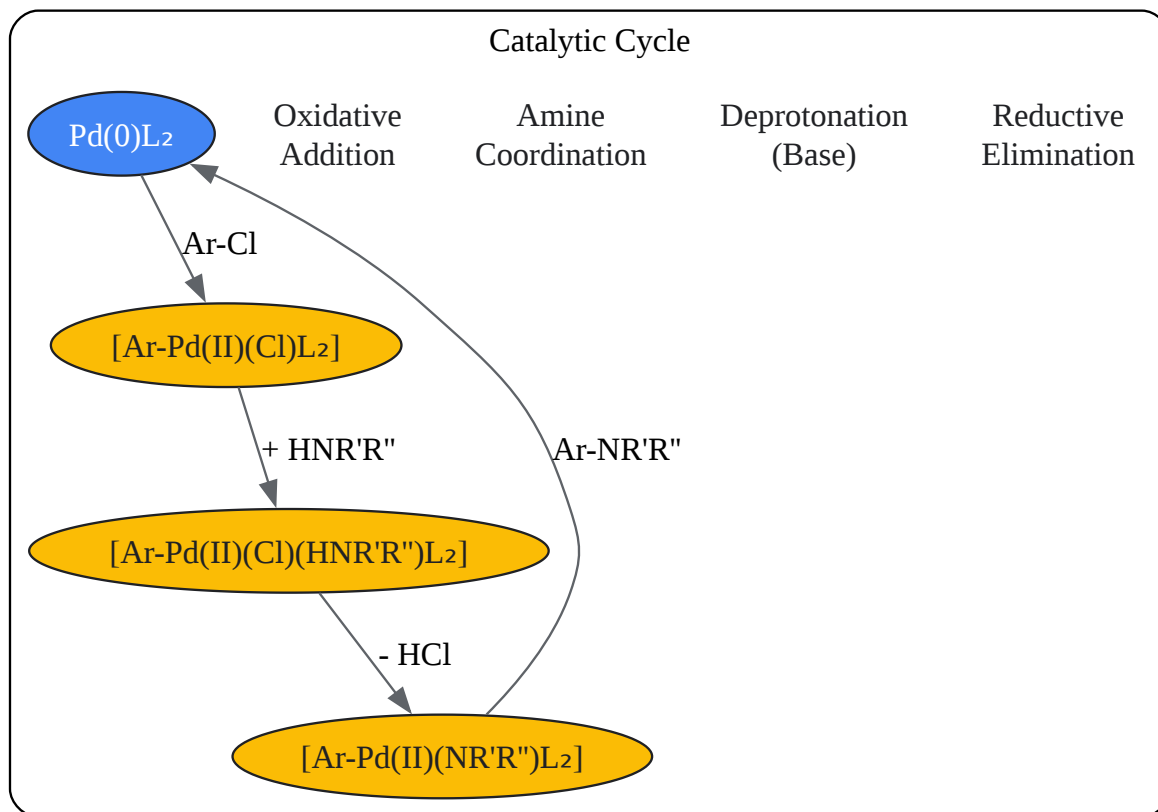 Catalytic Cycle
Pd(0)L₂
Oxidative
Addition
Amine
Coordination
Deprotonation
(Base)
Reductive
Elimination
Ar-Cl
[Ar-Pd(II)(Cl)L₂]
+ HNR'R"
Ar-NR'R"
[Ar-Pd(II)(Cl)(HNR'R")L₂]
- HCl
[Ar-Pd(II)(NR'R")L₂]